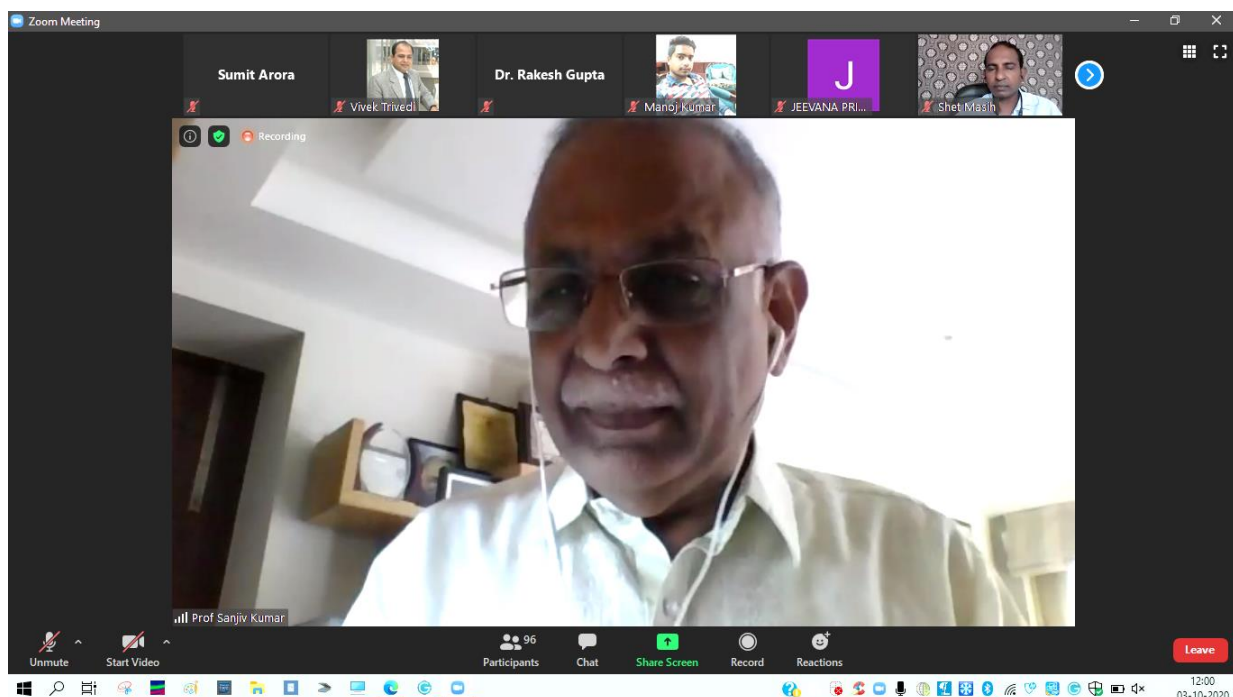 Zoom Meeting
Sumit Arora
Vivek Trivedi
Dr. Rakesh Gupta
Manoj Kumar
J
JEEVANA PRI...
Shet Masih
Recording
Prof Sanjiv Kumar
Unmute
Start Video
96
Participants
Chat
Share Screen
Record
Reactions
Leave
12:00
03-10-2020